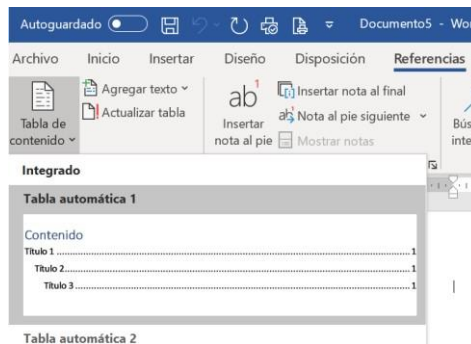 Autoguardado Documento5 - Wor
Archivo Inicio Insertar Diseño Disposición Referencias
Tabla de contenido
Agregar texto
Actualizar tabla
ab1
Insertar nota al pie
Insertar nota al final
Nota al pie siguiente
Mostrar notas
Bús
inte
Integrado
Tabla automática 1
Contenido
Título 1 ........ 1
Título 2 ........ 1
Título 3 ........ 1
Tabla automática 2